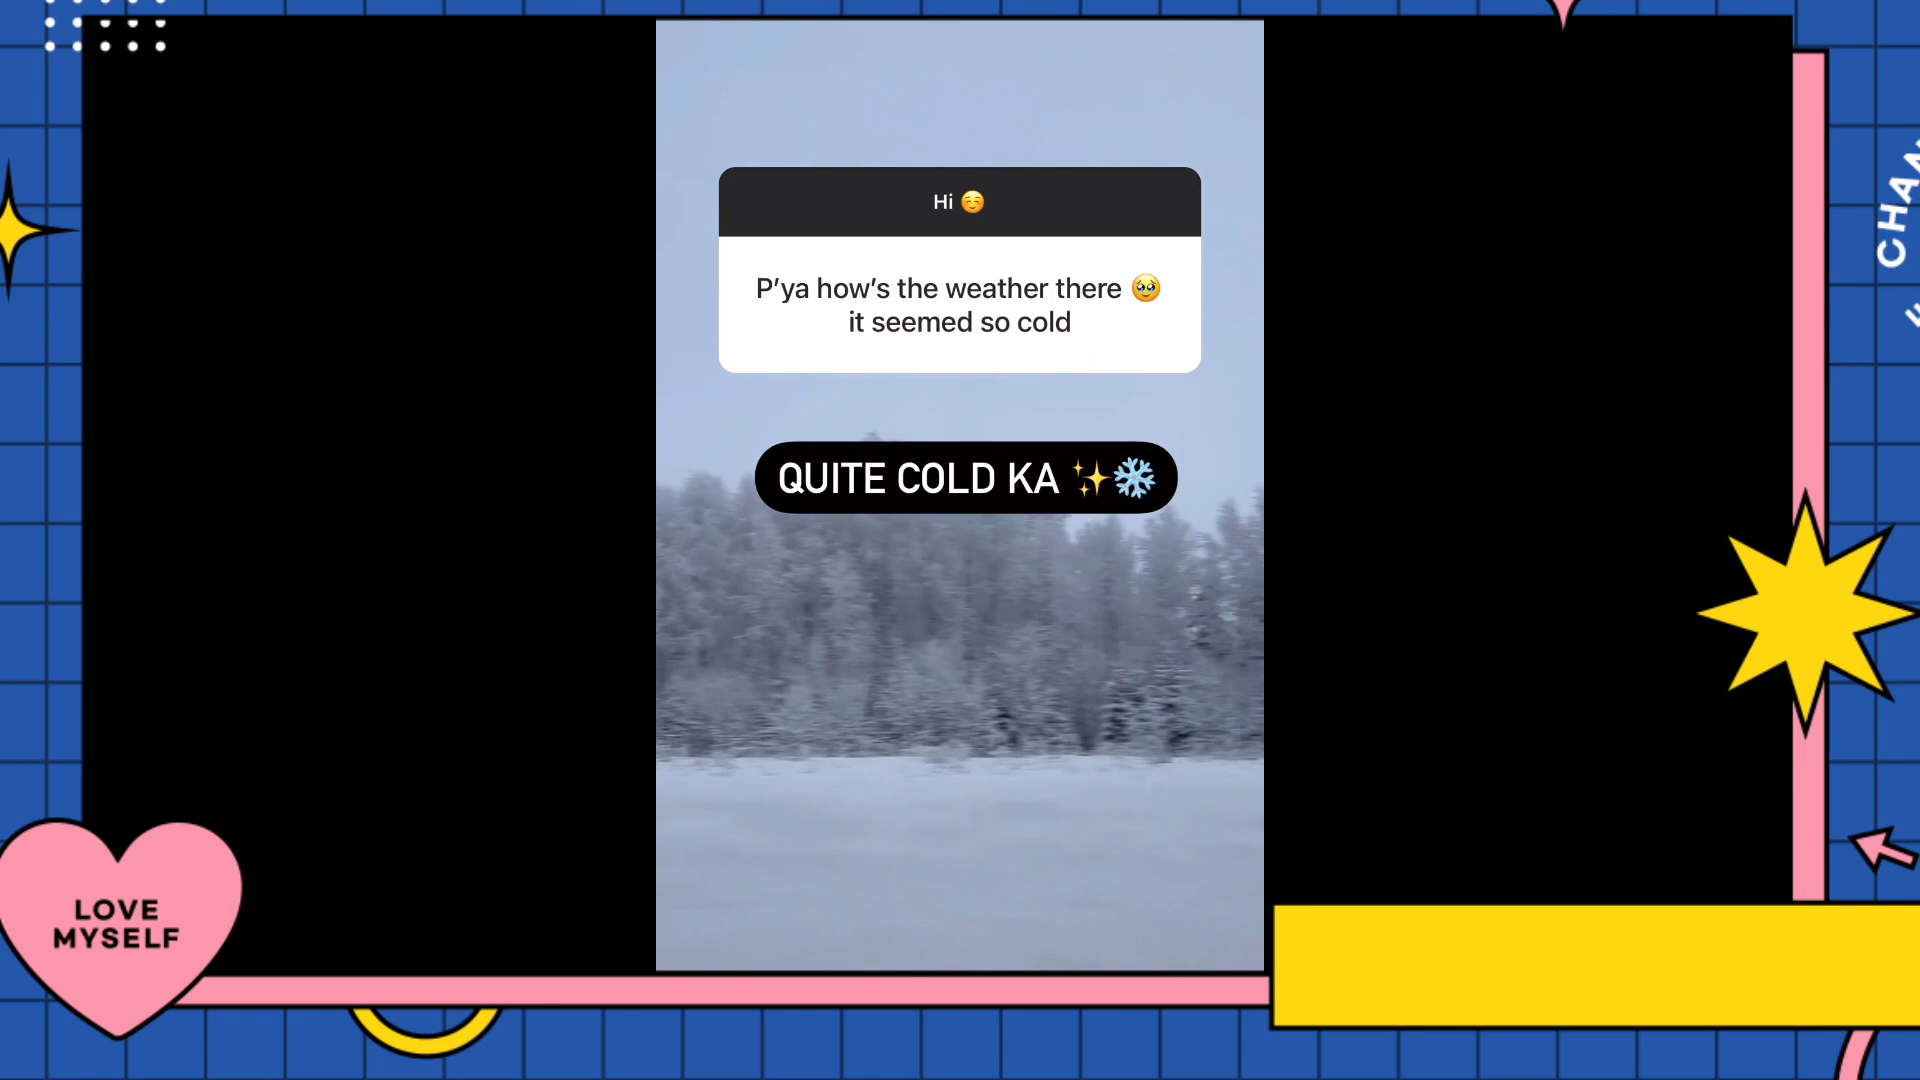 Hi ☺️
P’ya how’s the weather there 🥹
it seemed so cold
QUITE COLD KA ✨❄️
LOVE
MYSELF